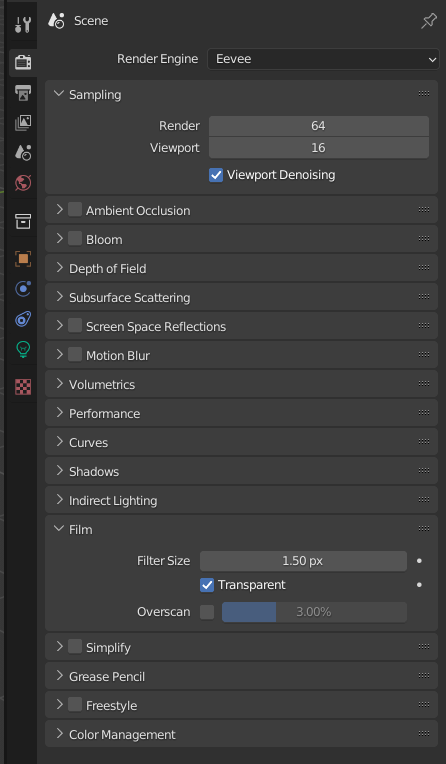 Scene
Render Engine Eevee
Sampling
Render 64
Viewport 16
Viewport Denoising
Ambient Occlusion
Bloom
Depth of Field
Subsurface Scattering
Screen Space Reflections
Motion Blur
Volumetrics
Performance
Curves
Shadows
Indirect Lighting
Film
Filter Size 1.50 px
Transparent
Overscan 3.00%
Simplify
Grease Pencil
Freestyle
Color Management